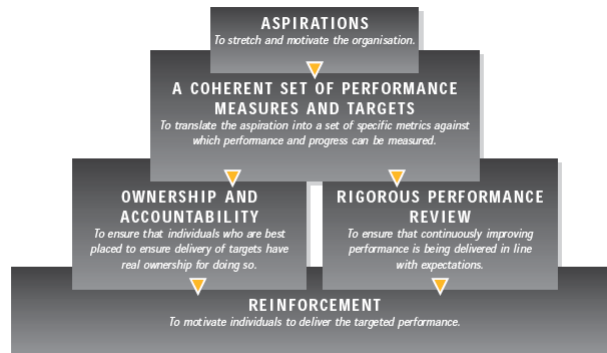 ASPIRATIONS
To stretch and motivate the organisation.
A COHERENT SET OF PERFORMANCE
MEASURES AND TARGETS
To translate the aspiration into a set of specific metrics against
which performance and progress can be measured.
OWNERSHIP AND
ACCOUNTABILITY
To ensure that individuals who are best
placed to ensure delivery of targets have
real ownership for doing so.
RIGOROUS PERFORMANCE
REVIEW
To ensure that continuously improving
performance is being delivered in line
with expectations.
REINFORCEMENT
To motivate individuals to deliver the targeted performance.